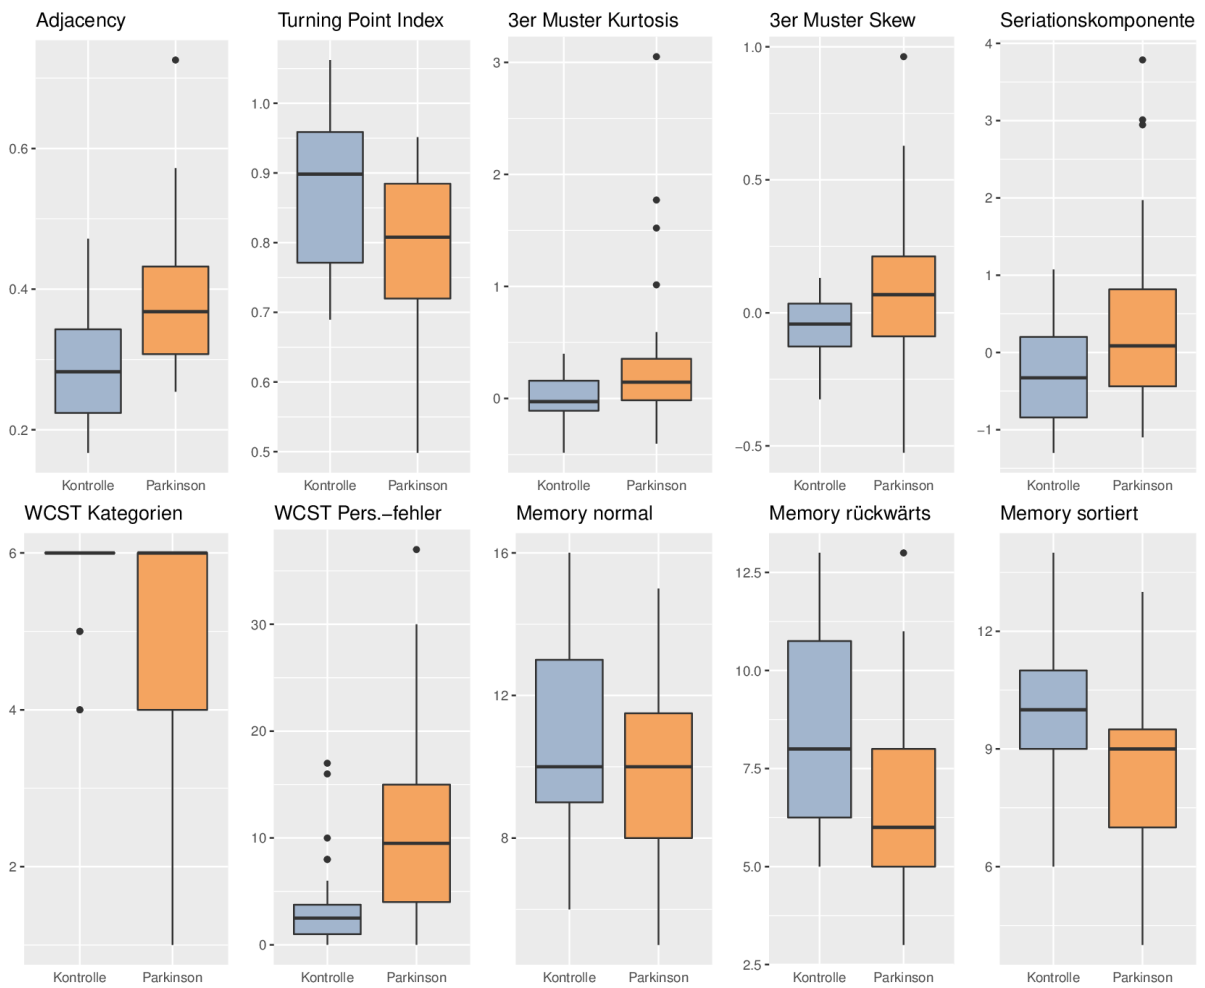 Adjacency
Turning Point Index
3er Muster Kurtosis
3er Muster Skew
Seriationskomponente
0.6
0.4
0.2
Kontrolle Parkinson
1.0
0.9
0.8
0.7
0.6
0.5
Kontrolle Parkinson
3
2
1
0
Kontrolle Parkinson
1.0
0.5
0.0
−0.5
Kontrolle Parkinson
4
3
2
1
0
−1
Kontrolle Parkinson
WCST Kategorien
WCST Pers.−fehler
Memory normal
Memory rückwärts
Memory sortiert
6
4
2
Kontrolle Parkinson
30
20
10
0
Kontrolle Parkinson
16
12
8
Kontrolle Parkinson
12.5
10.0
7.5
5.0
2.5
Kontrolle Parkinson
12
9
6
Kontrolle Parkinson